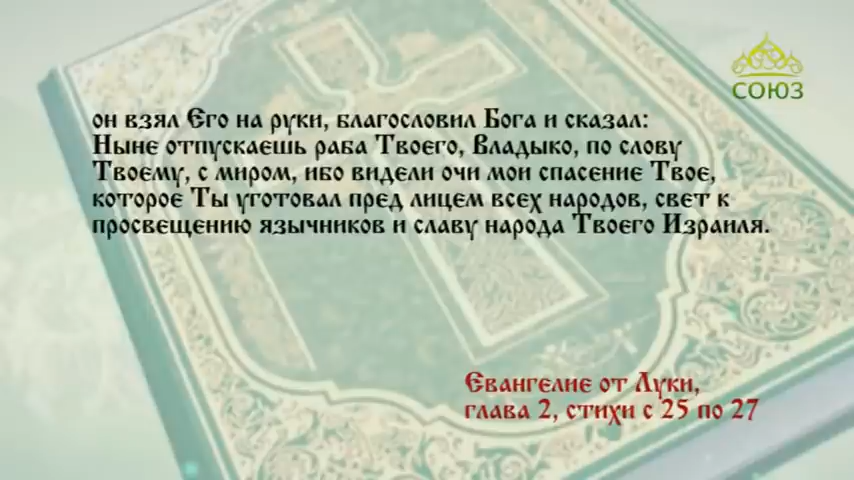 СОЮЗ
он взял Его на руки, благословил Бога и сказал:
Ныне отпускаешь раба Твоего, Владыко, по слову
Твоему, с миром, ибо видели очи мои спасение Твое,
которое Ты уготовал пред лицем всех народов, свет к
просвещению язычников и славу народа Твоего Израиля.
Евангелие от Луки,
глава 2, стихи с 25 по 27